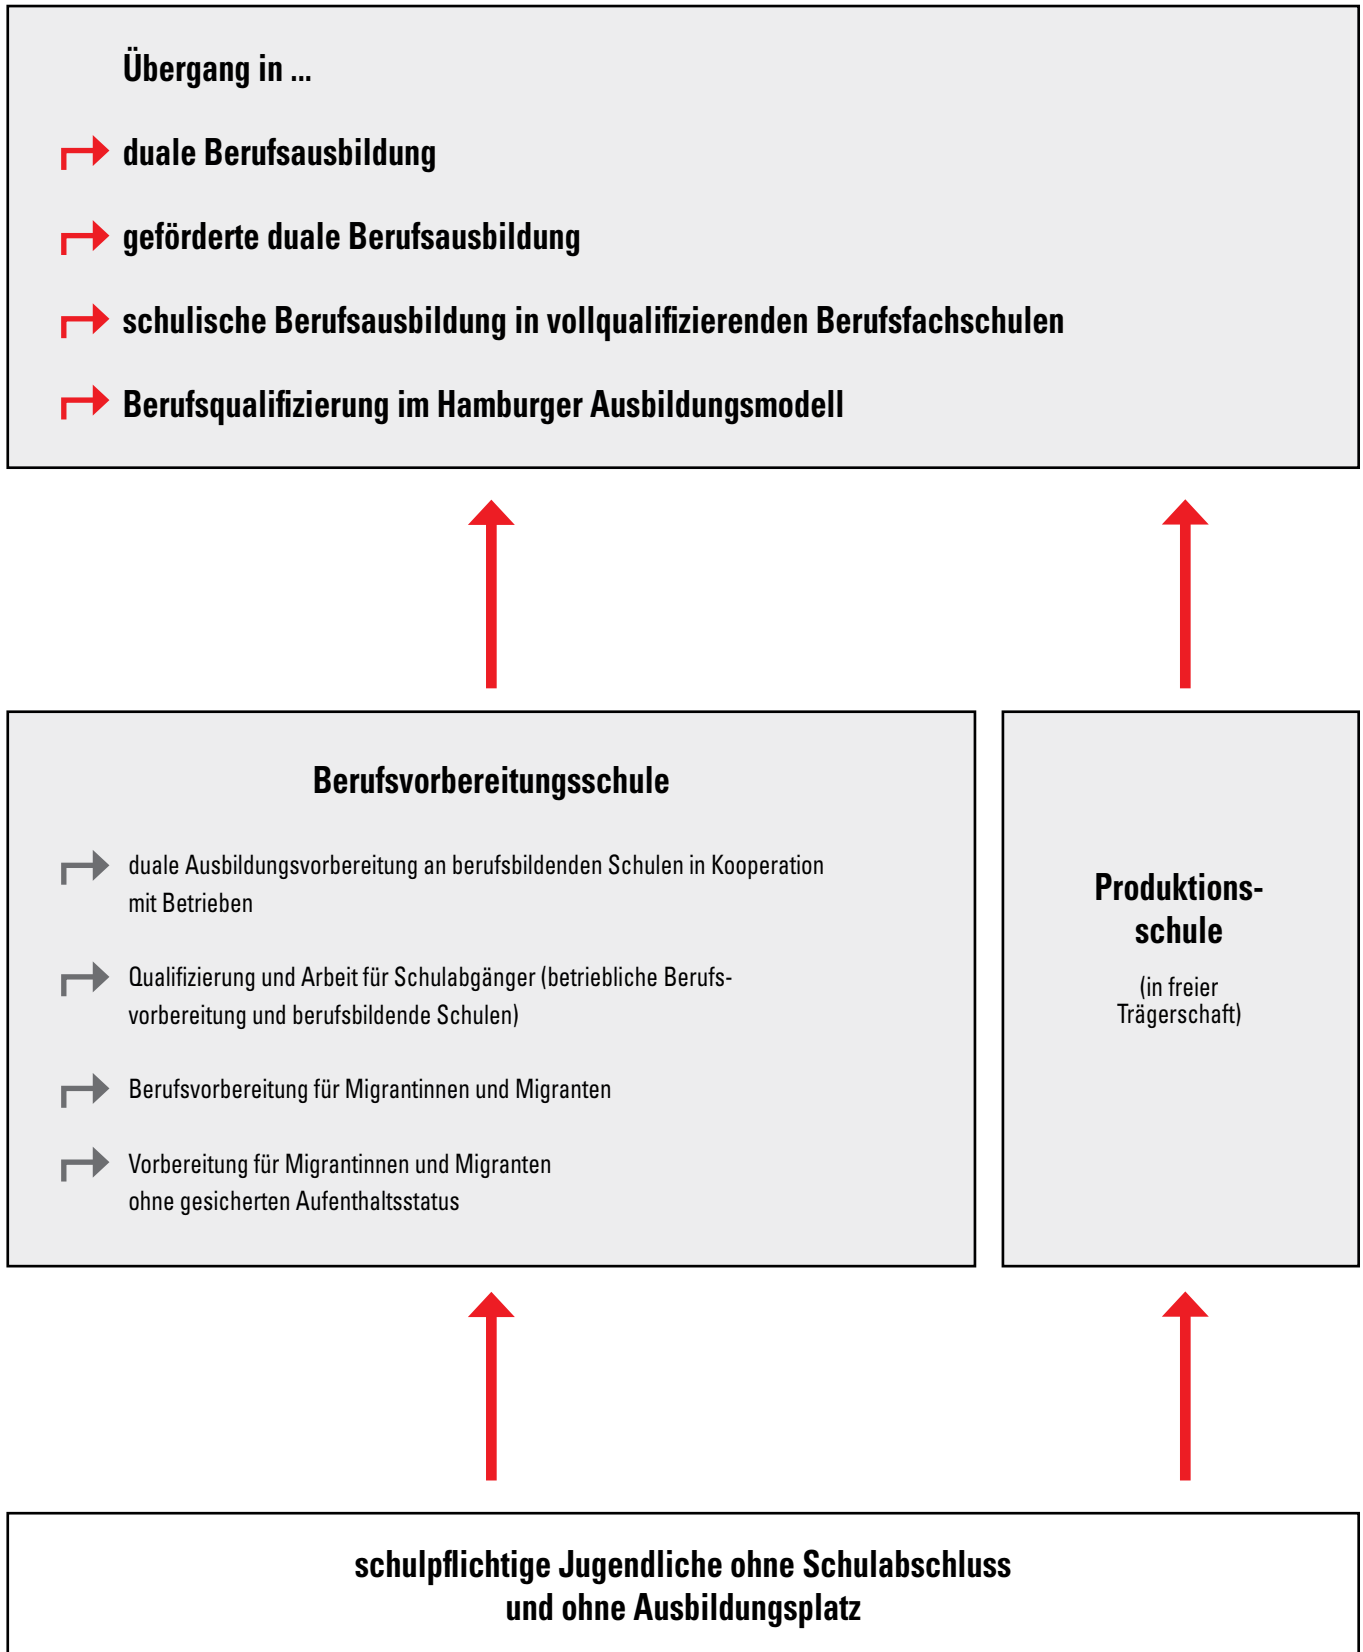 Übergang in ...
duale Berufsausbildung
geförderte duale Berufsausbildung
schulische Berufsausbildung in vollqualifizierenden Berufsfachschulen
Berufsqualifizierung im Hamburger Ausbildungsmodell
Berufsvorbereitungsschule
duale Ausbildungsvorbereitung an berufsbildenden Schulen in Kooperation
mit Betrieben
Qualifizierung und Arbeit für Schulabgänger (betriebliche Berufs-
vorbereitung und berufsbildende Schulen)
Berufsvorbereitung für Migrantinnen und Migranten
Vorbereitung für Migrantinnen und Migranten
ohne gesicherten Aufenthaltsstatus
Produktions-
schule
(in freier
Trägerschaft)
schulpflichtige Jugendliche ohne Schulabschluss
und ohne Ausbildungsplatz